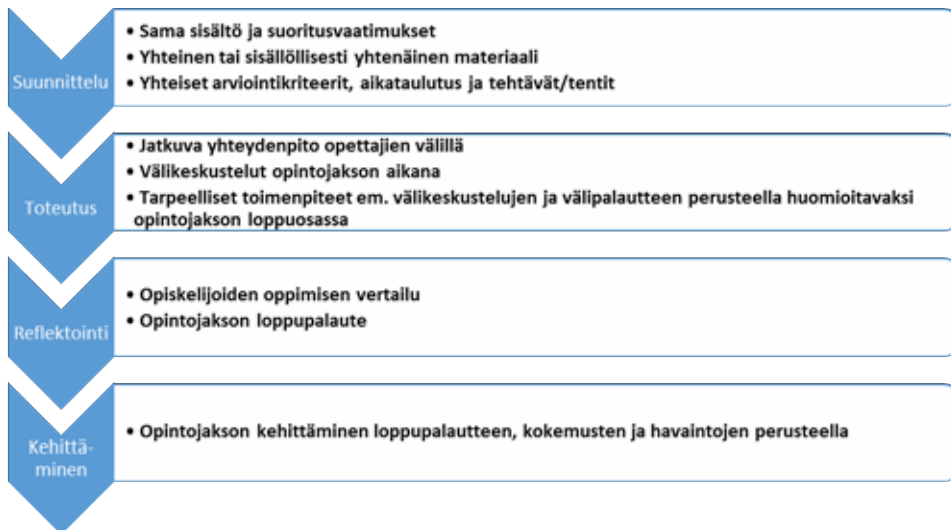 Suunnittelu
• Sama sisältö ja suoritusvaatimukset
• Yhteinen tai sisällöllisesti yhtenäinen materiaali
• Yhteiset arviointikriteerit, aikataulutus ja tehtävät/tentit
Toteutus
• Jatkuva yhteydenpito opettajien välillä
• Välikeskustelut opintojakson aikana
• Tarpeelliset toimenpiteet em. välikeskustelujen ja välipalautteen perusteella huomioitavaksi
opintojakson loppuosassa
Reflektointi
• Opiskelijoiden oppimisen vertailu
• Opintojakson loppupalaute
Kehittä-
minen
• Opintojakson kehittäminen loppupalautteen, kokemusten ja havaintojen perusteella